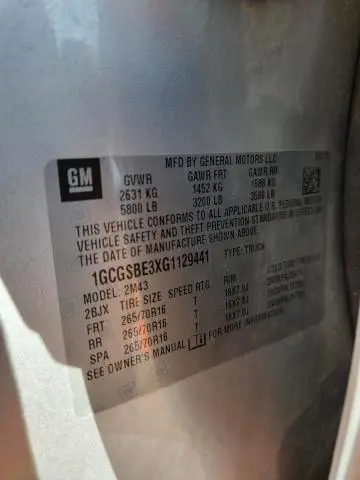 MFD BY GENERAL MOTORS LLC
GM
GVWR GAWR FRT GAWR RR
2631 KG 1452 KG 1588 KG
5800 LB 3200 LB 3500 LB
THIS VEHICLE CONFORMS TO ALL APPLICABLE U.S. FEDERAL MOTOR
VEHICLE SAFETY AND THEFT PREVENTION STANDARDS
THE DATE OF MANUFACTURE SHOWN ABOVE.
1GCGSBE3XG1129441 TYPE: TRUCK
MODEL: 2M43
2BJX TIRE SIZE SPEED RTG RIM COLD TIRE
FRT 265/70R16 T 16X7.0J
RR 265/70R16 T 16X7.0J
SPA 265/70R16 T 16X7.0J
SEE OWNER'S MANUAL FOR MORE INFORMATION.